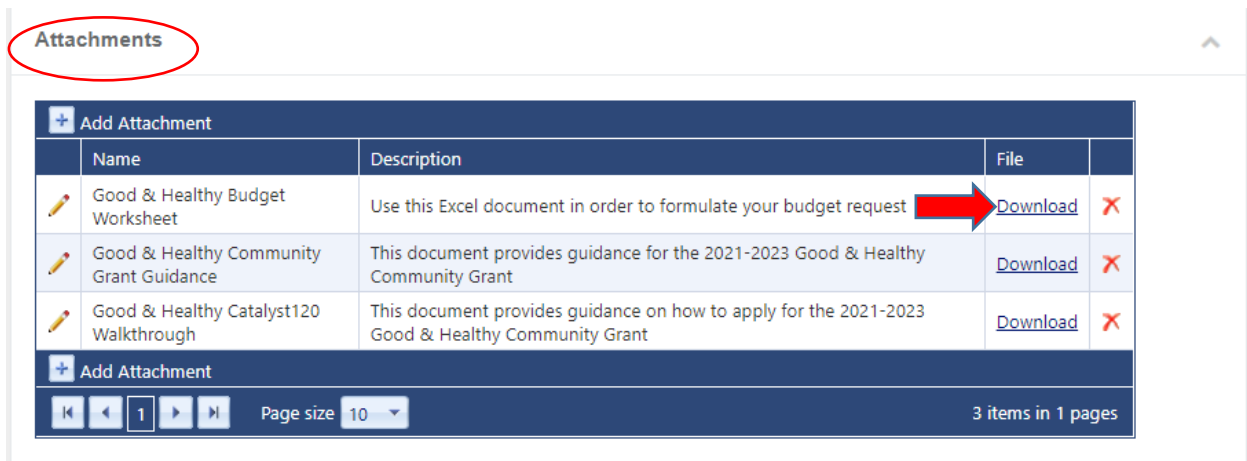 Attachments
Add Attachment
Name Description File
Good & Healthy Budget
Worksheet
Use this Excel document in order to formulate your budget request
Download
Good & Healthy Community
Grant Guidance
This document provides guidance for the 2021-2023 Good & Healthy
Community Grant
Download
Good & Healthy Catalyst120
Walkthrough
This document provides guidance on how to apply for the 2021-2023
Good & Healthy Community Grant
Download
Add Attachment
1 Page size 10 3 items in 1 pages